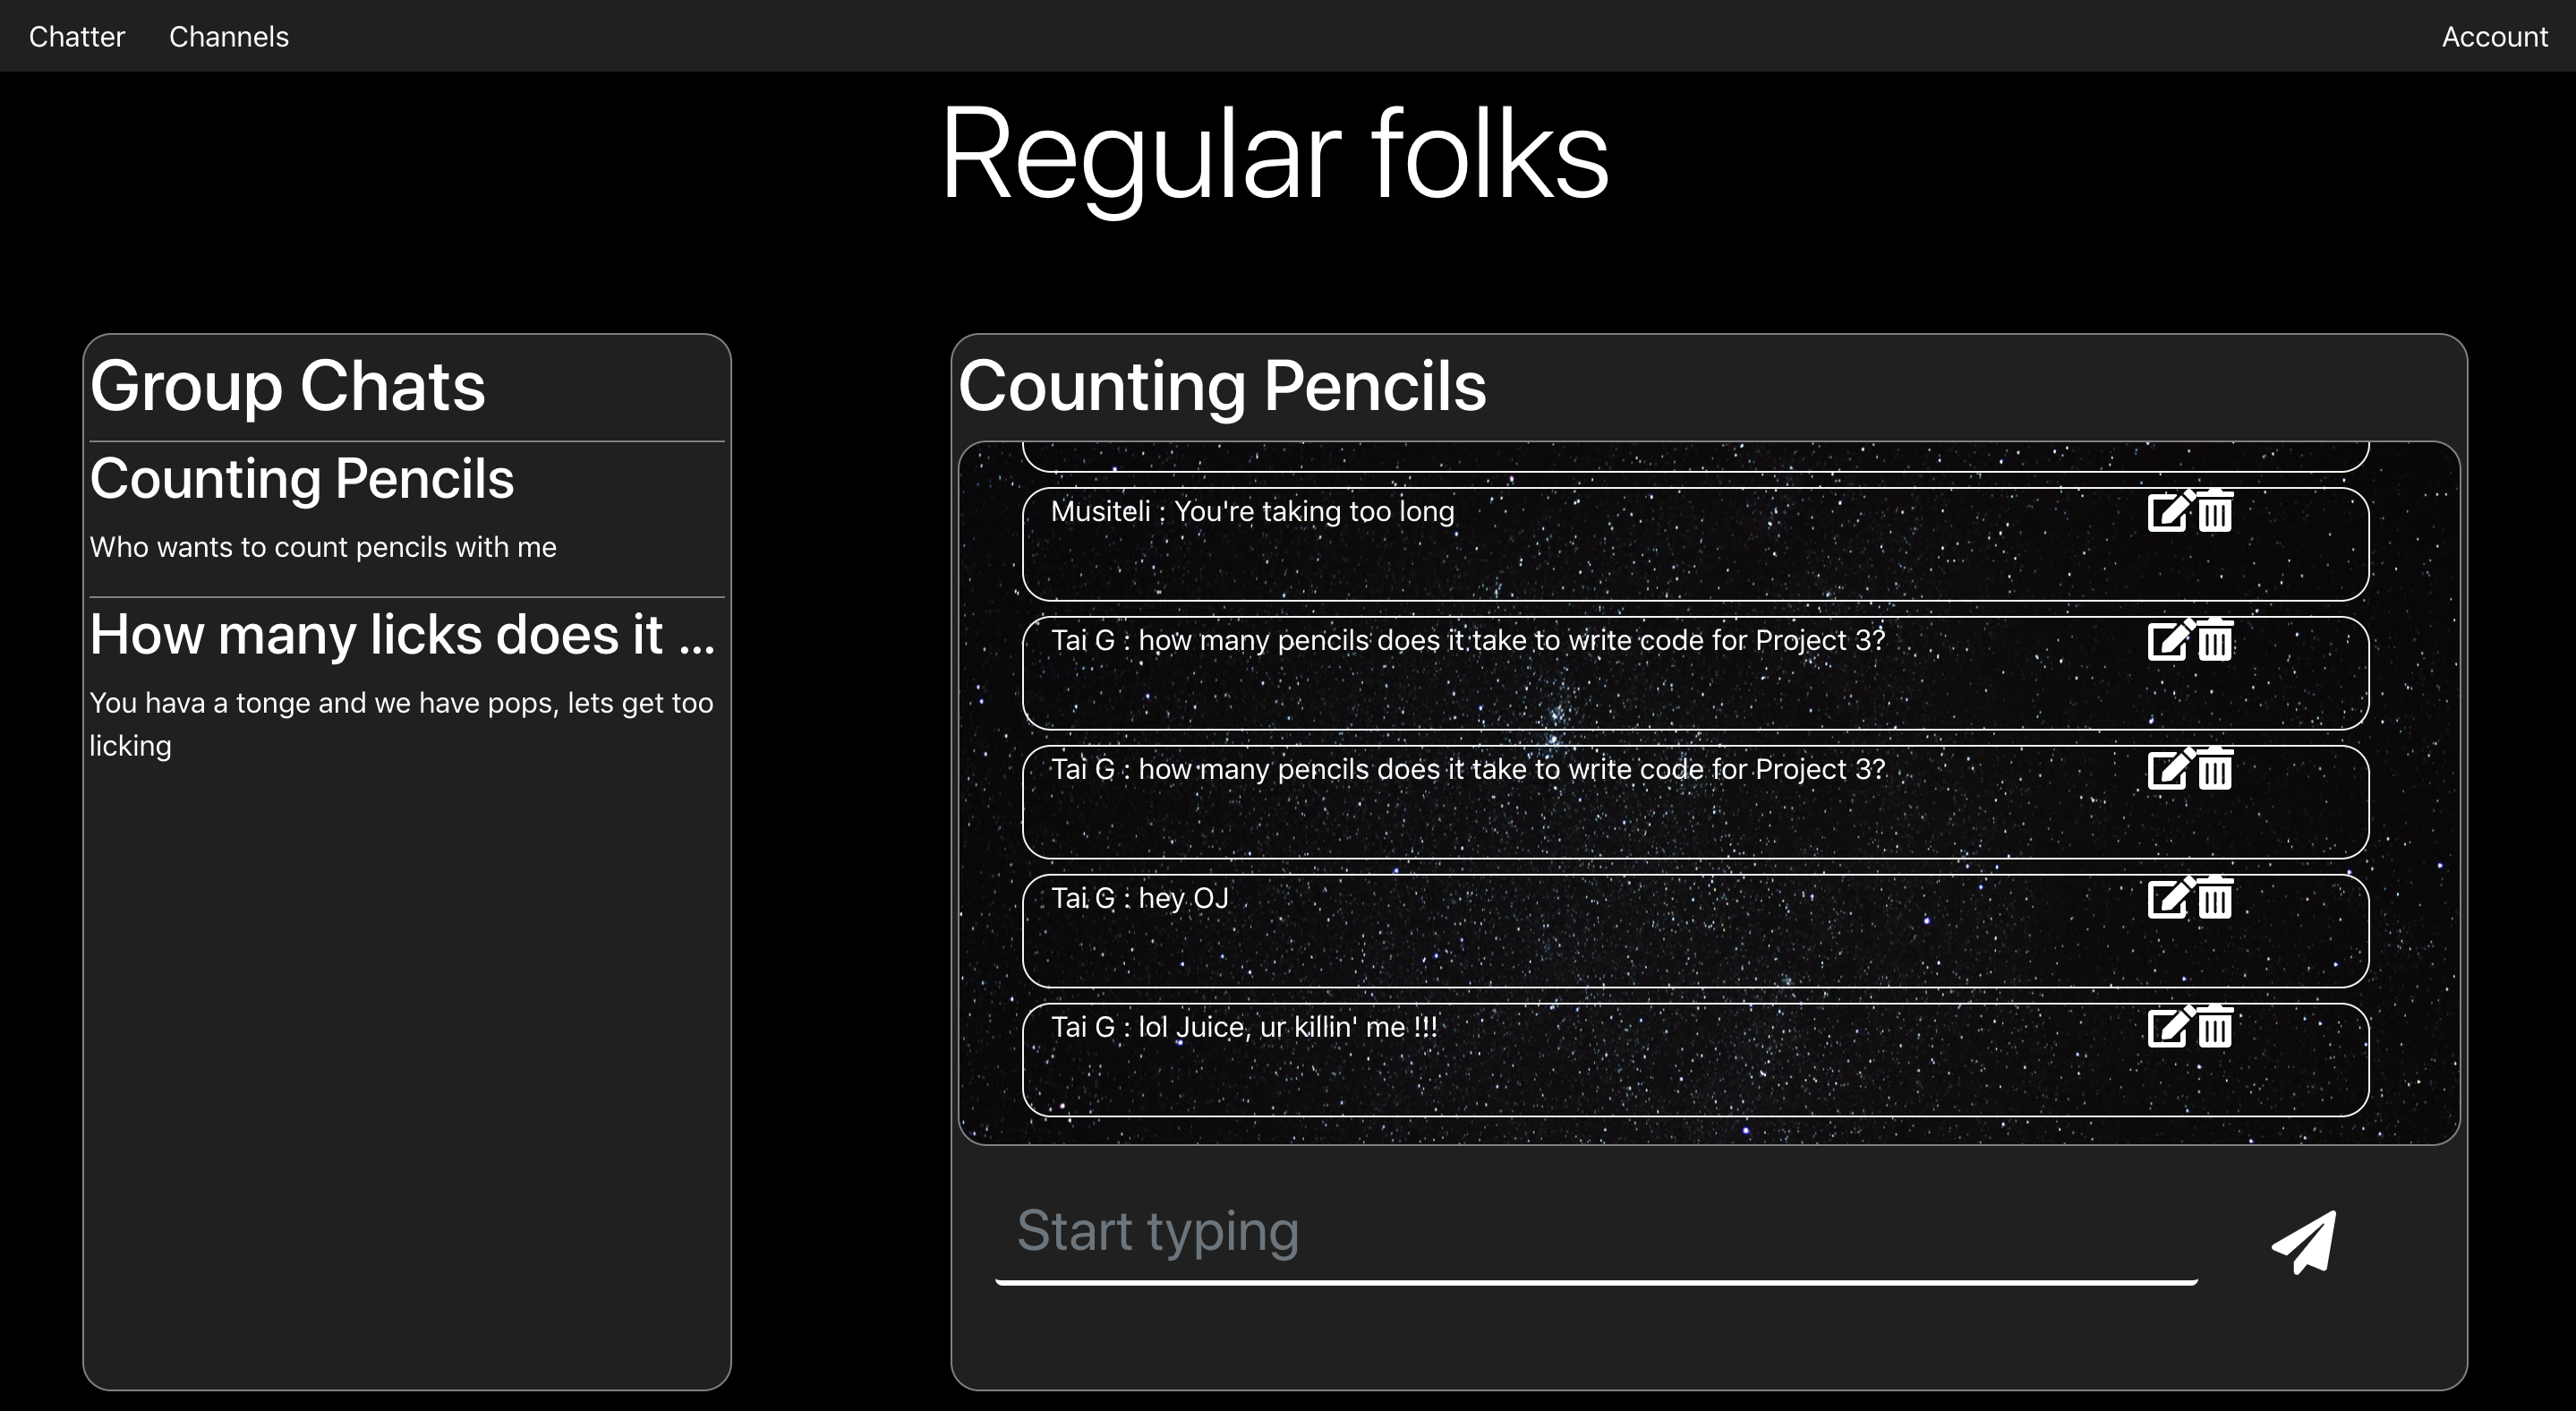 Chatter Channels Account
Regular folks
Group Chats
Counting Pencils
Who wants to count pencils with me
How many licks does it ...
You hava a tonge and we have pops, lets get too
licking
Counting Pencils
Musiteli : You're taking too long
Tai G : how many pencils does it take to write code for Project 3?
Tai G : how many pencils does it take to write code for Project 3?
Tai G : hey OJ
Tai G : lol Juice, ur killin' me !!!
Start typing